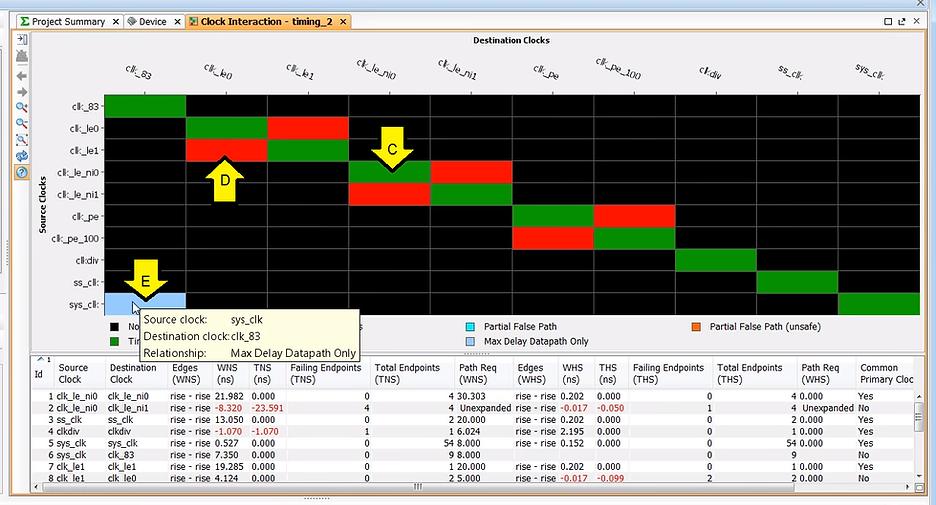 Project Summary Device Clock Interaction - timing_2
Destination Clocks
clk_83 clk_le0 clk_le1 clk_le_ni0 clk_le_ni1 clk_pe clk_pe_100 clkdiv ss_clk sys_clk
Source Clocks
clk_83
clk_le0
clk_le1
clk_le_ni0
clk_le_ni1
clk_pe
clk_pe_100
clkdiv
ss_clk
sys_clk
C
D
E
Source clock: sys_clk
Destination clock: clk_83
Relationship: Max Delay Datapath Only
No s Partial False Path Partial False Path (unsafe)
Tin Max Delay Datapath Only
1
Id Source Clock Destination Clock Edges (WNS) WNS (ns) TNS (ns) Failing Endpoints (TNS) Total Endpoints (TNS) Path Req (WNS) Edges (WHS) WHS (ns) THS (ns) Failing Endpoints (THS) Total Endpoints (THS) Path Req (WHS) Common Primary Cloc
1 clk_le_ni0 clk_le_ni0 rise - rise 21.982 0.000 0 4 30.303 rise - rise 0.202 0.000 0 4 0.000 Yes
2 clk_le_ni0 clk_le_ni1 rise - rise -8.320 -23.591 4 4 Unexpanded rise - rise -0.017 -0.050 1 4 Unexpanded No
3 ss_clk ss_clk rise - rise 13.050 0.000 0 2 20.000 rise - rise 0.202 0.000 0 2 0.000 Yes
4 clkdiv clkdiv rise - rise -1.070 -1.070 1 1 6.024 rise - rise 2.195 0.000 0 1 0.000 Yes
5 sys_clk sys_clk rise - rise 0.527 0.000 0 54 8.000 rise - rise 0.152 0.000 0 54 0.000 Yes
6 sys_clk clk_83 rise - rise 7.350 0.000 0 9 8.000 0 9 No
7 clk_le1 clk_le1 rise - rise 19.285 0.000 0 1 20.000 rise - rise 0.202 0.000 0 1 0.000 Yes
8 clk_le1 clk_le0 rise - rise 4.124 0.000 0 2 5.000 rise - rise -0.017 -0.099 2 2 0.000 No